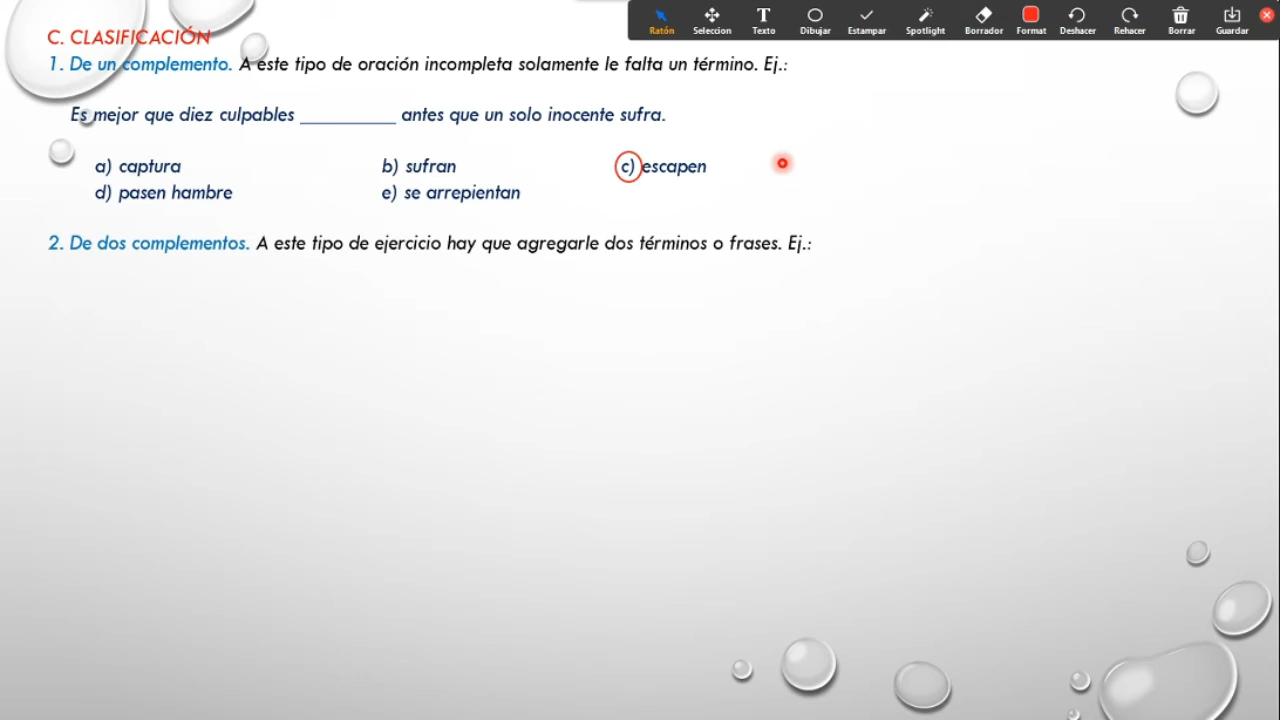 Ratón Seleccion Texto Dibujar Estampar Spotlight Borrador Format Deshacer Rehacer Borrar Guardar
C. CLASIFICACIÓN
1. De un complemento. A este tipo de oración incompleta solamente le falta un término. Ej.:
Es mejor que diez culpables __________ antes que un solo inocente sufra.
a) captura b) sufran c) escapen
d) pasen hambre e) se arrepientan
2. De dos complementos. A este tipo de ejercicio hay que agregarle dos términos o frases. Ej.: